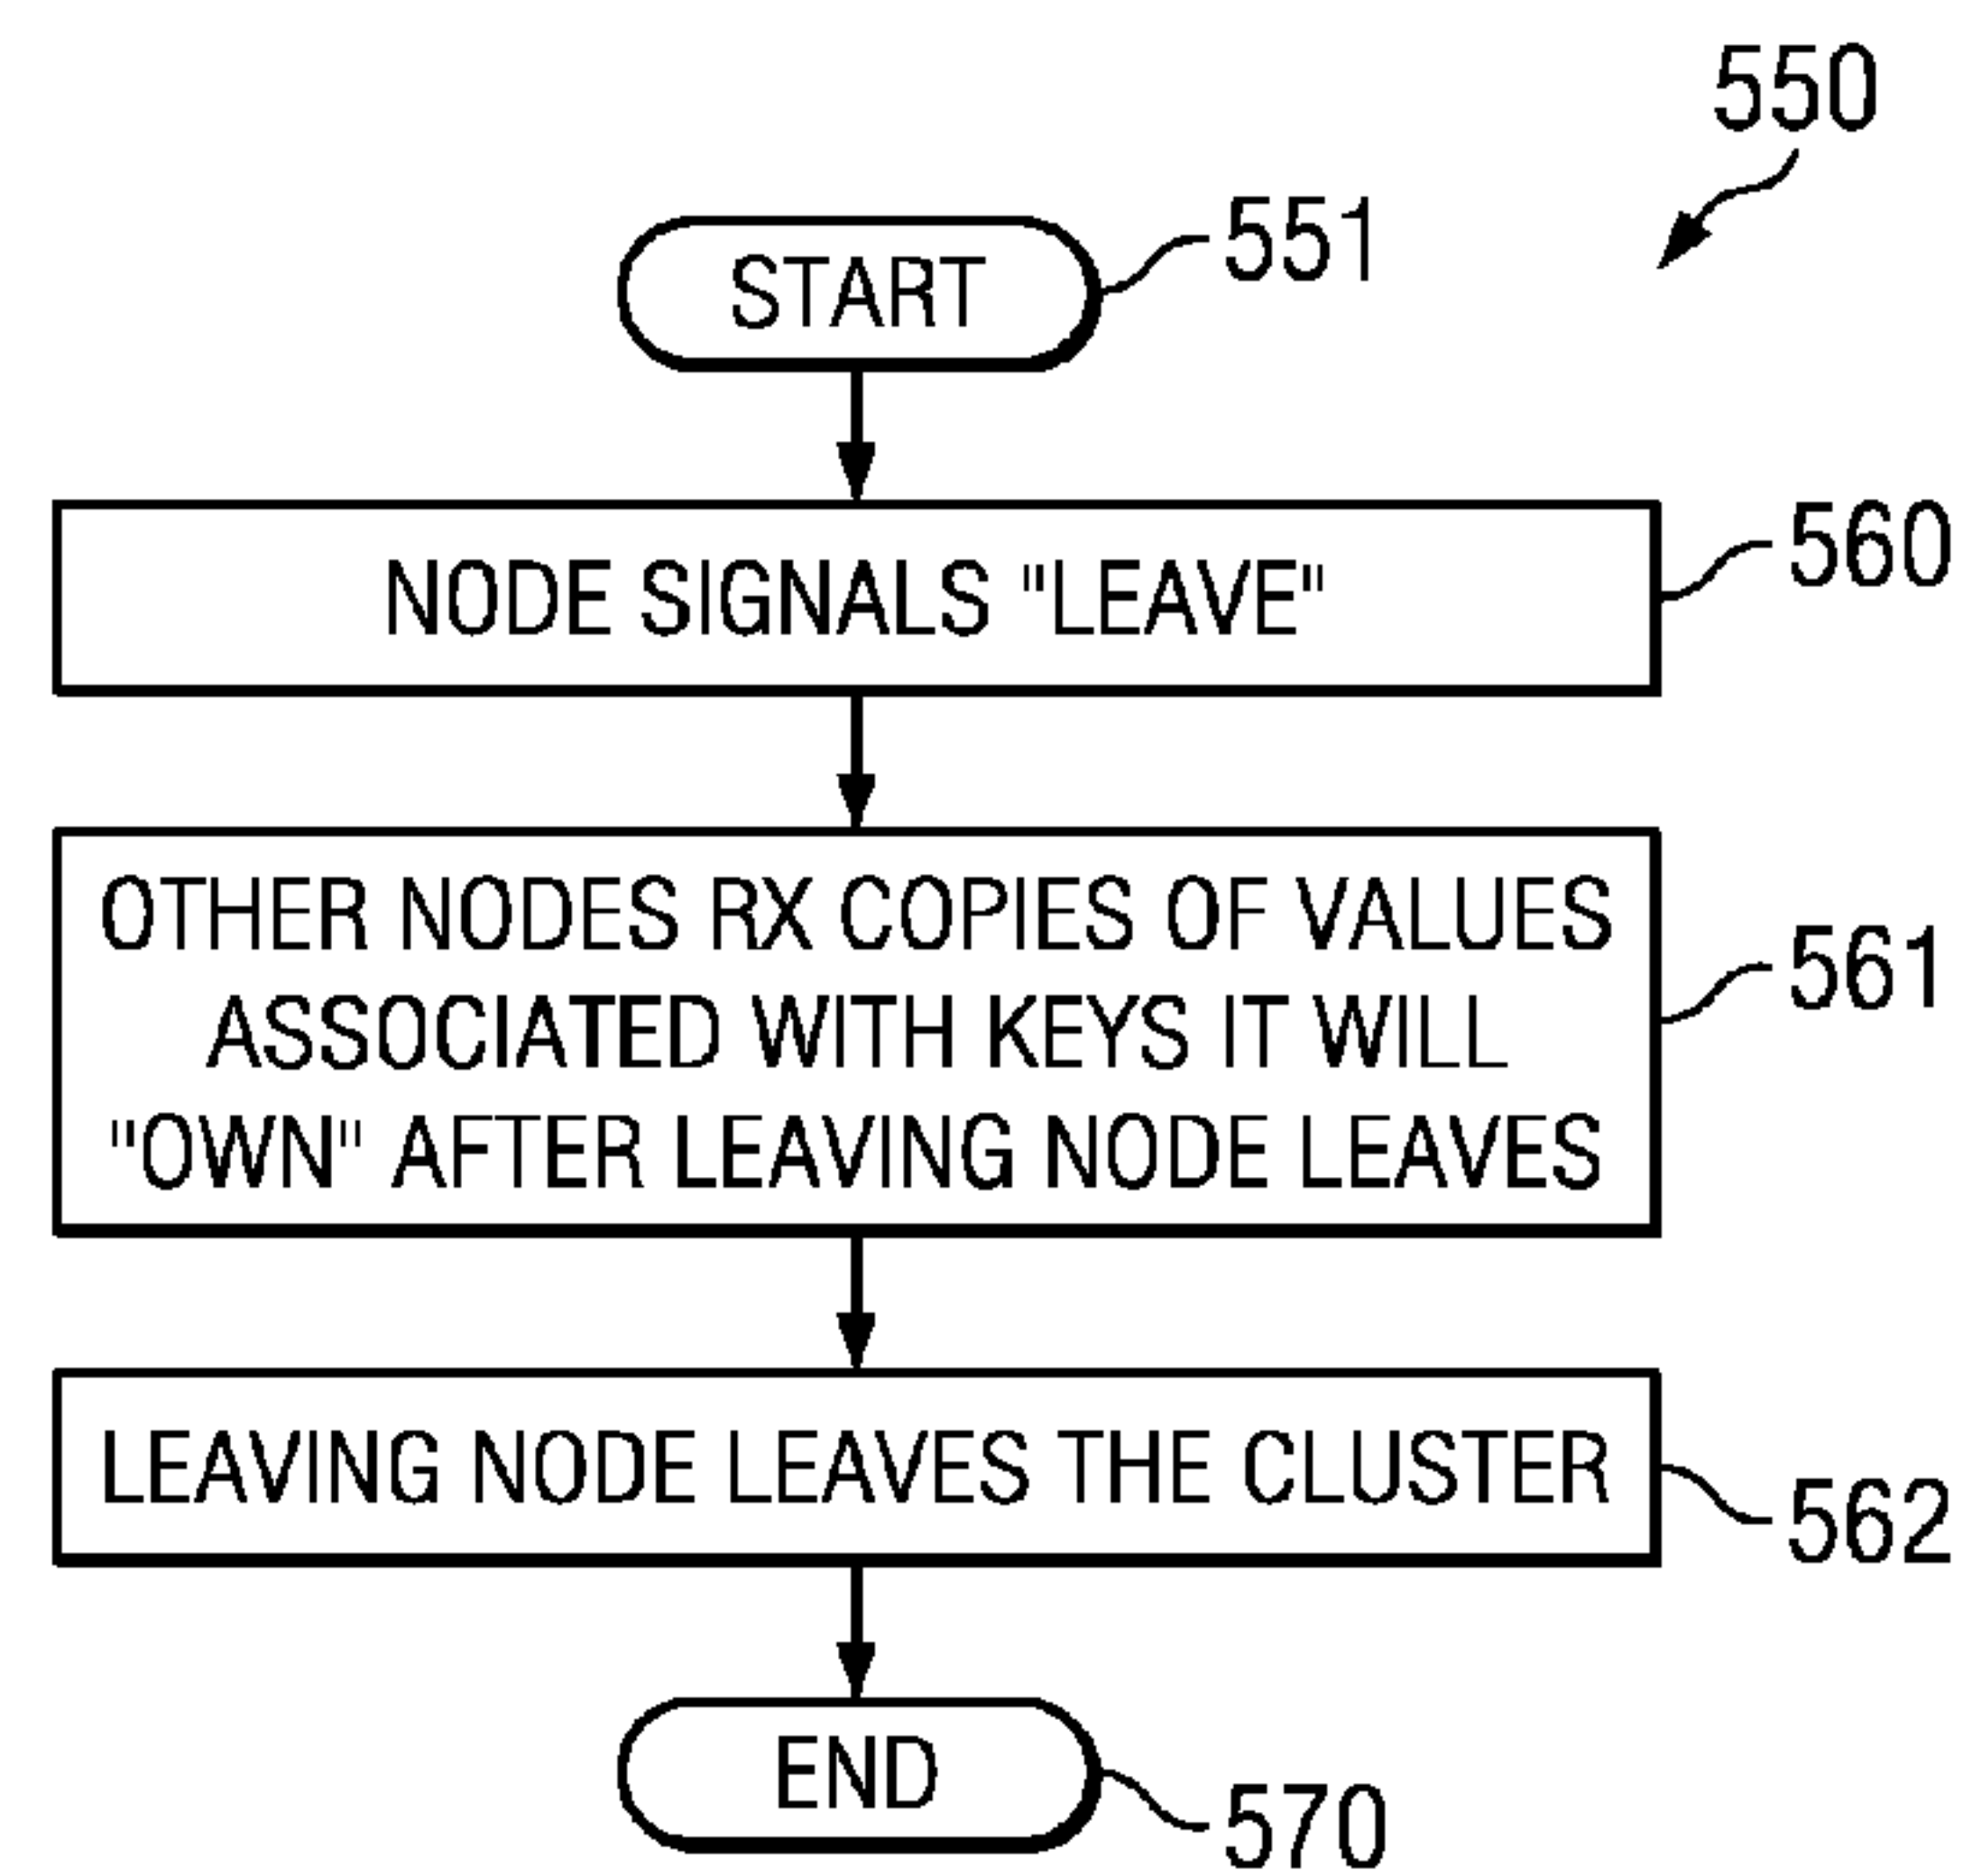 550
START
551
NODE SIGNALS "LEAVE"
560
OTHER NODES RX COPIES OF VALUES
ASSOCIATED WITH KEYS IT WILL
"OWN" AFTER LEAVING NODE LEAVES
561
LEAVING NODE LEAVES THE CLUSTER
562
END
570